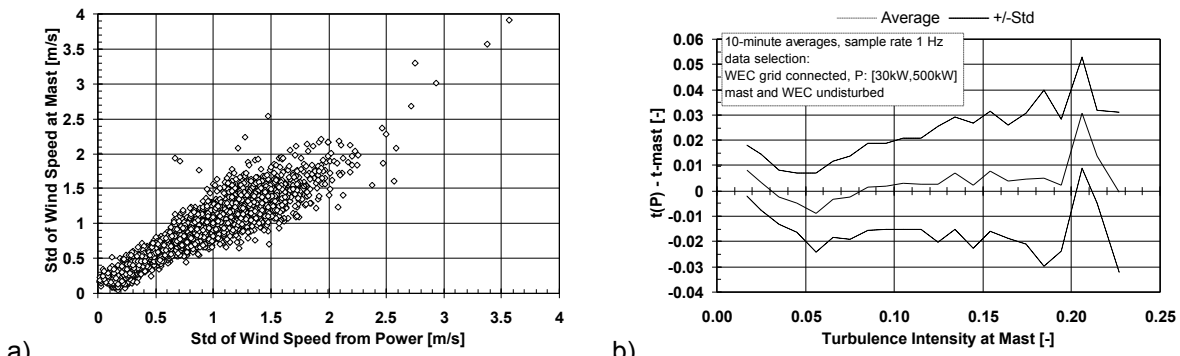 Std of Wind Speed at Mast [m/s]
4
3.5
3
2.5
2
1.5
1
0.5
0
0 0.5 1 1.5 2 2.5 3 3.5 4
Std of Wind Speed from Power [m/s]
a)
Average +/-Std
t(P) - t-mast [-]
0.06
0.05
0.04
0.03
0.02
0.01
0
-0.01
-0.02
-0.03
-0.04
10-minute averages, sample rate 1 Hz
data selection:
WEC grid connected, P: [30kW,500kW]
mast and WEC undisturbed
0.00 0.05 0.10 0.15 0.20 0.25
Turbulence Intensity at Mast [-]
b)